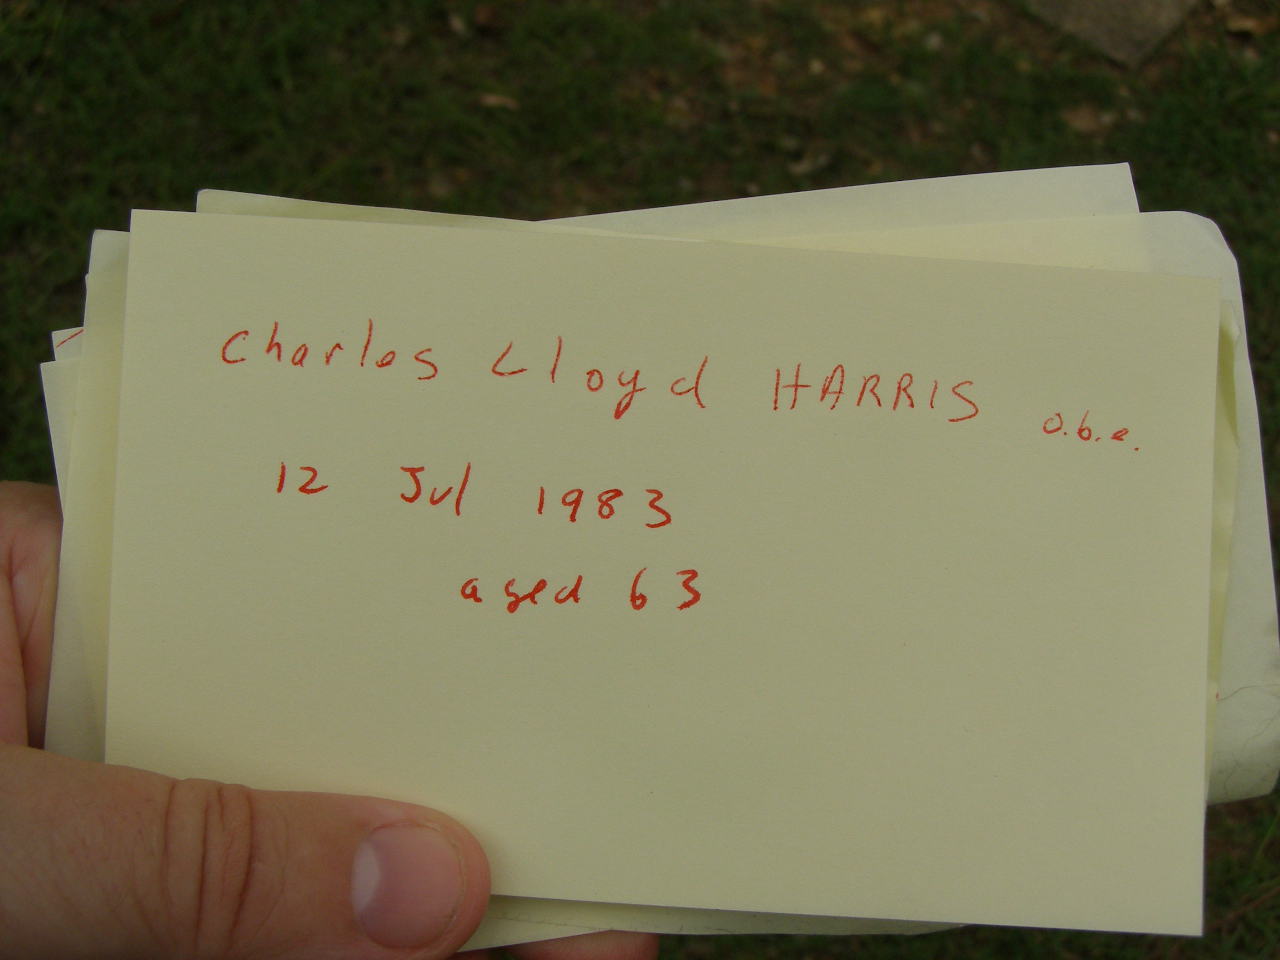 Charles Lloyd HARRIS o.b.e.
12 Jul 1983
aged 63